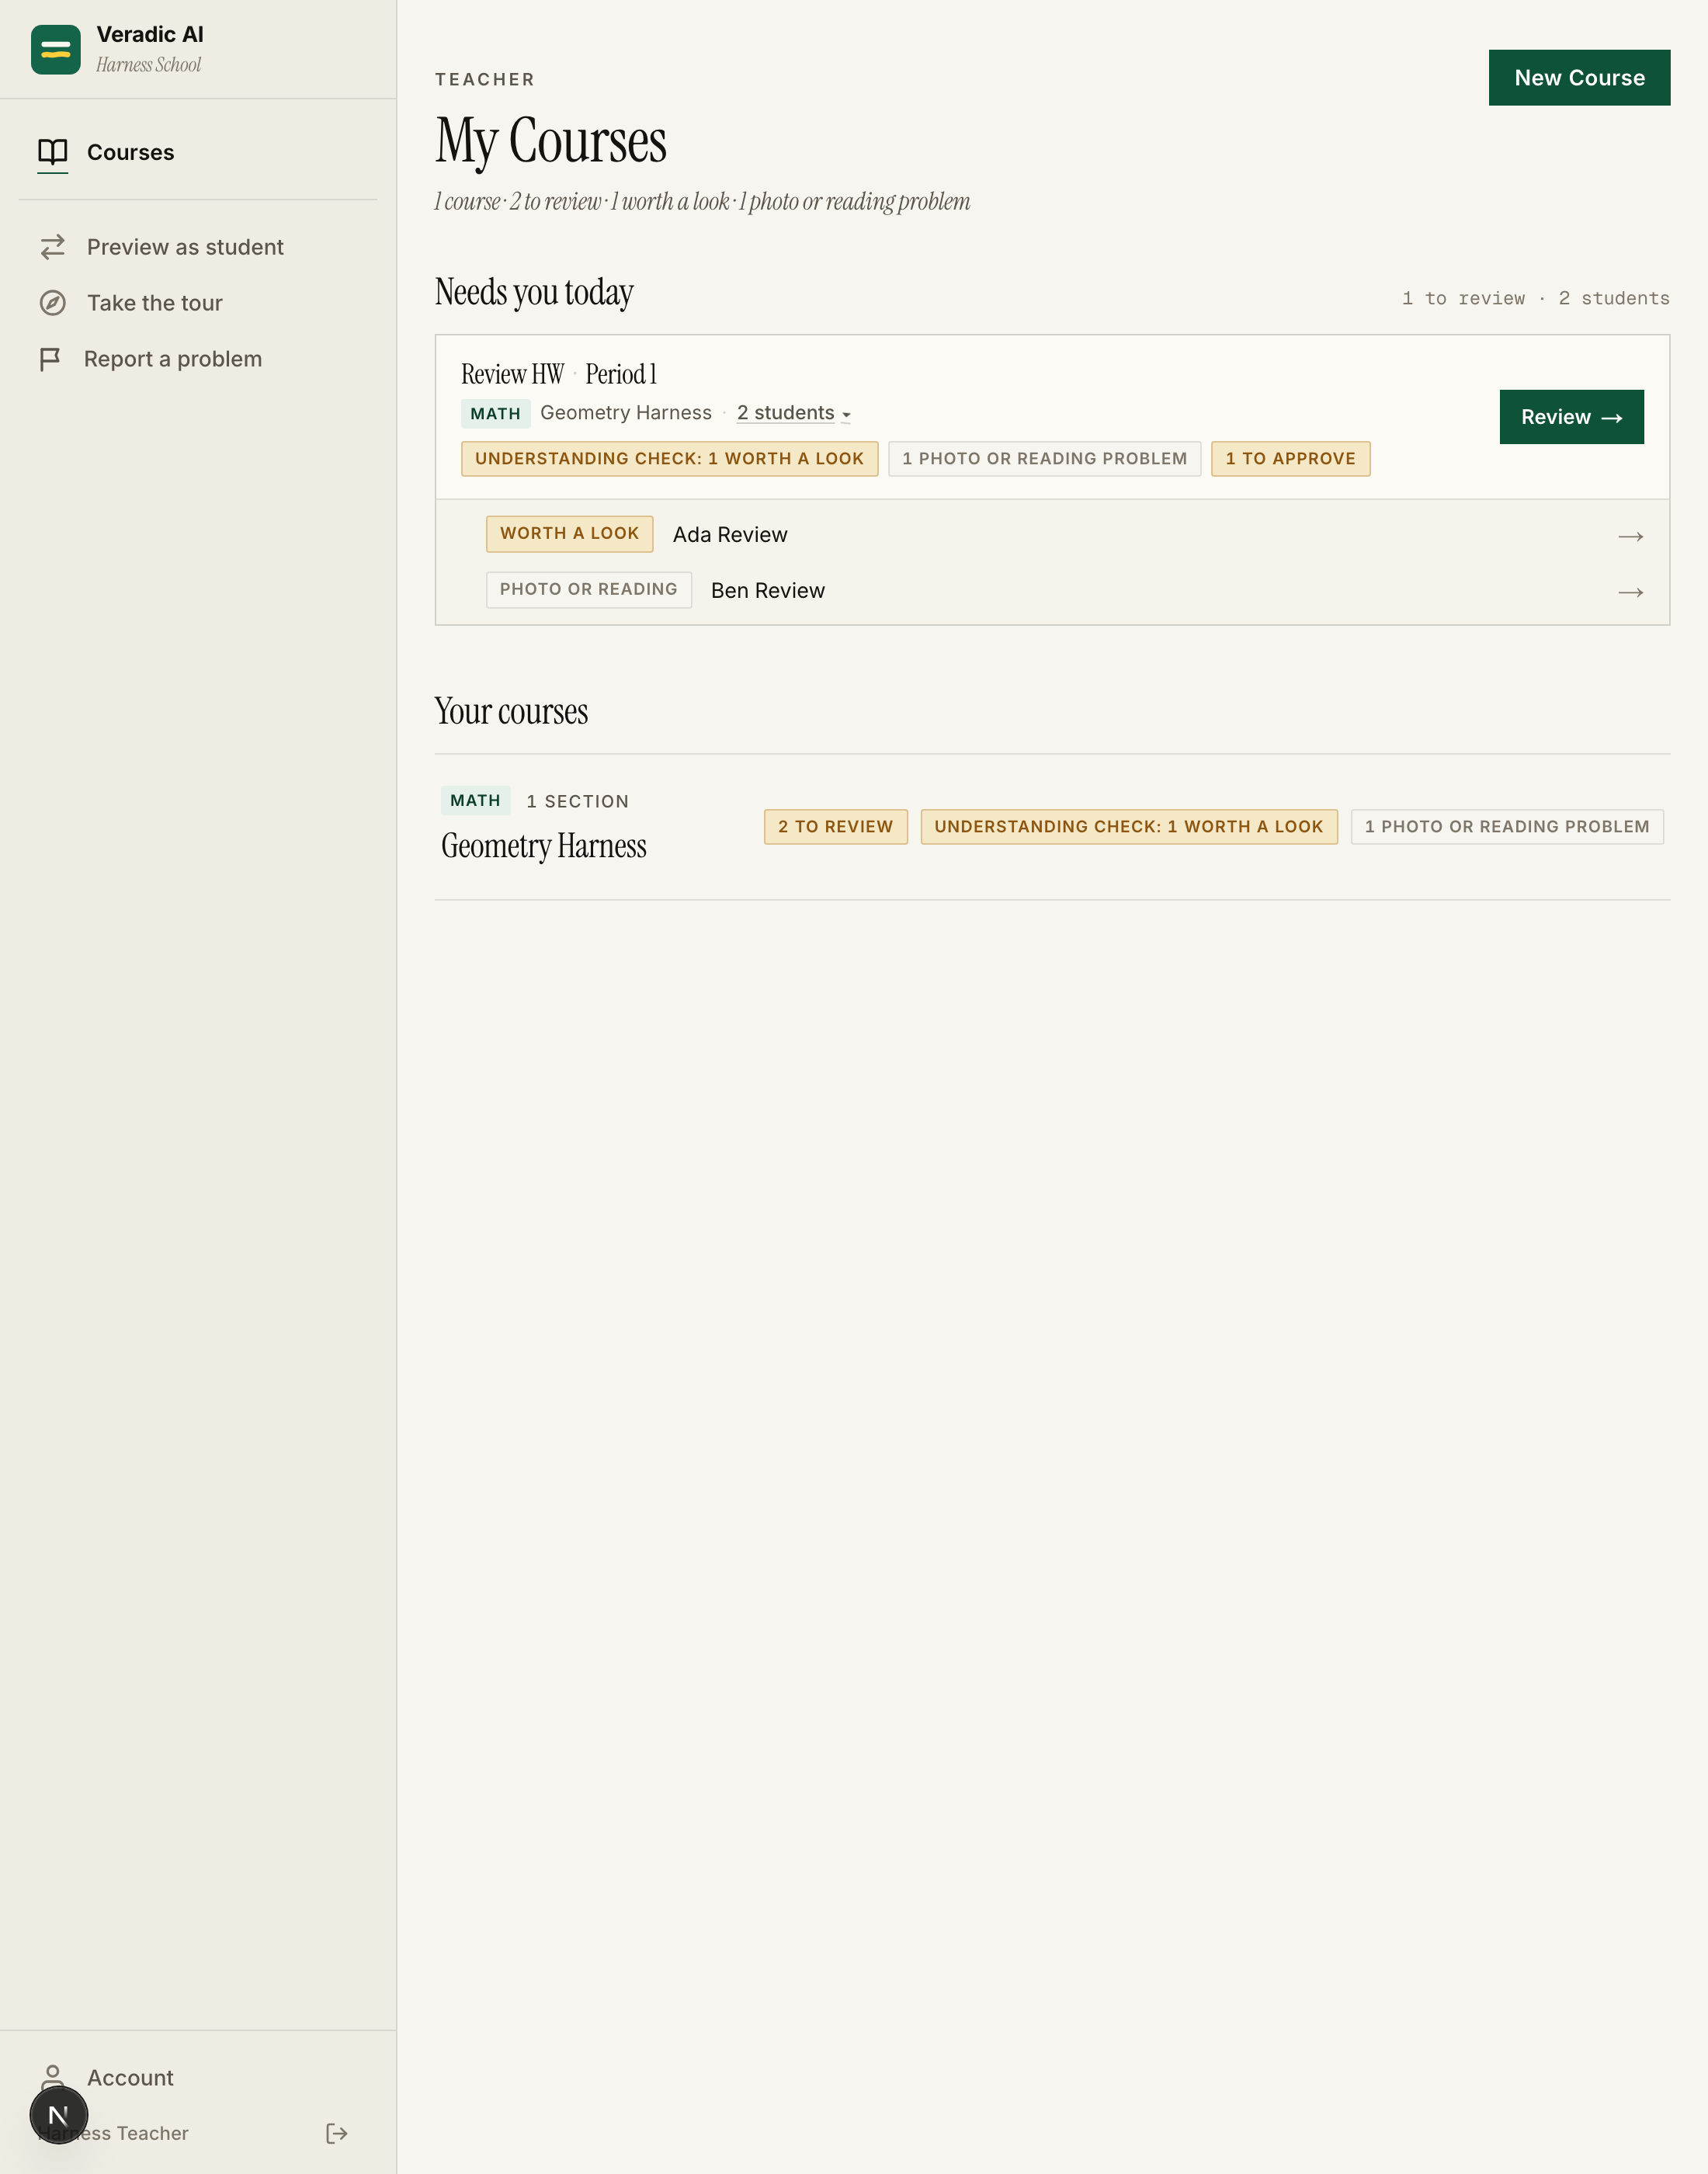 Veradic AI
Harness School
Courses
Preview as student
Take the tour
Report a problem
TEACHER
New Course
My Courses
1 course · 2 to review · 1 worth a look · 1 photo or reading problem
Needs you today
1 to review · 2 students
Review HW · Period 1
MATH Geometry Harness · 2 students
UNDERSTANDING CHECK: 1 WORTH A LOOK 1 PHOTO OR READING PROBLEM 1 TO APPROVE
Review →
WORTH A LOOK Ada Review →
PHOTO OR READING Ben Review →
Your courses
MATH 1 SECTION
Geometry Harness
2 TO REVIEW UNDERSTANDING CHECK: 1 WORTH A LOOK 1 PHOTO OR READING PROBLEM
Account
N
Harness Teacher